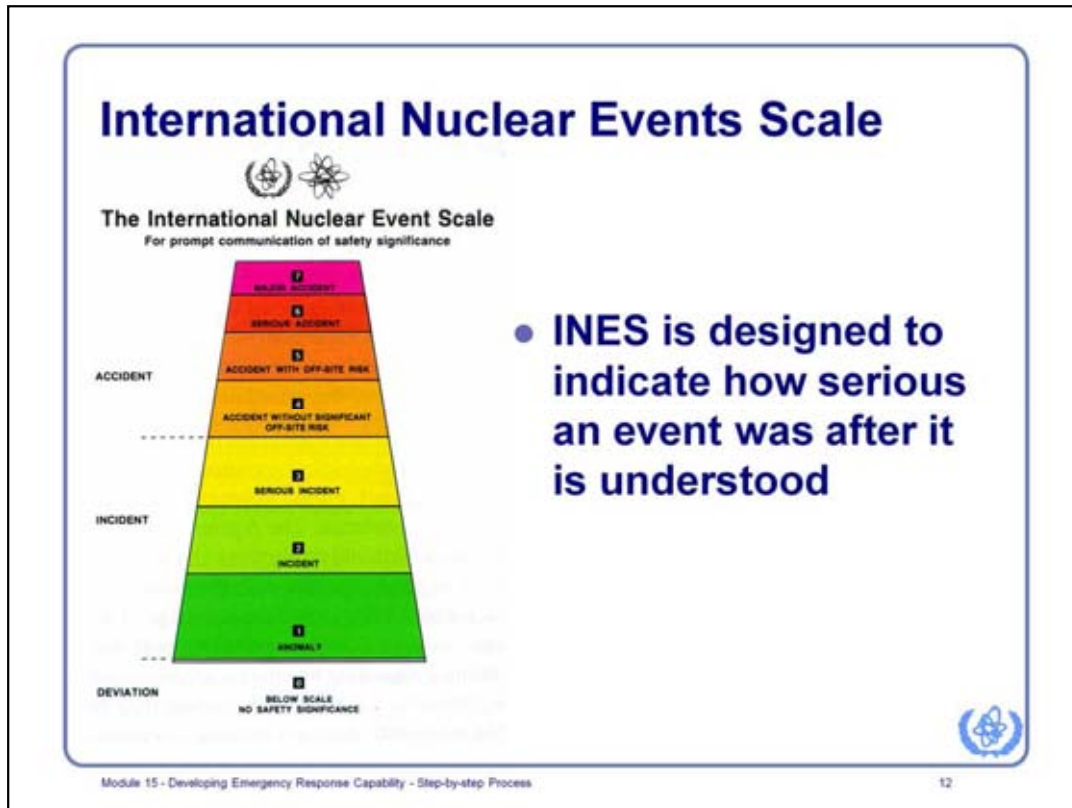 International Nuclear Events Scale
The International Nuclear Event Scale
For prompt communication of safety significance
7
MAJOR ACCIDENT
6
SERIOUS ACCIDENT
5
ACCIDENT WITH OFF-SITE RISK
ACCIDENT
4
ACCIDENT WITHOUT SIGNIFICANT
OFF-SITE RISK
3
SERIOUS INCIDENT
INCIDENT
2
INCIDENT
1
ANOMALY
DEVIATION
0
BELOW SCALE
NO SAFETY SIGNIFICANCE
INES is designed to
indicate how serious
an event was after it
is understood
Module 15 - Developing Emergency Response Capability - Step-by-step Process
12